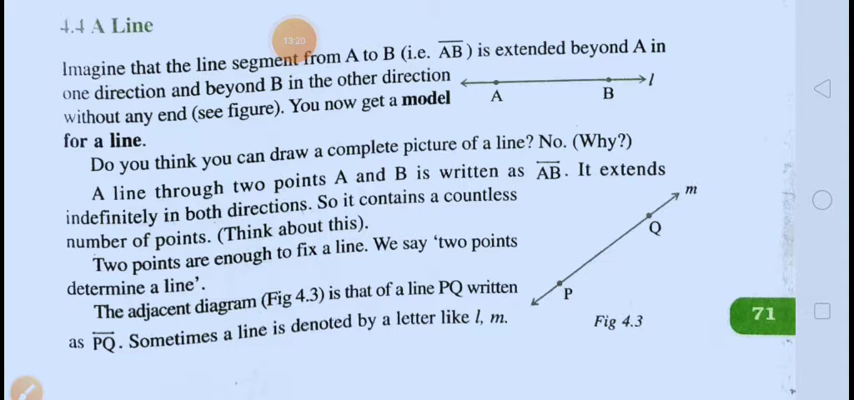 4.4 A Line
13:20
Imagine that the line segment from A to B (i.e. AB) is extended beyond A in
one direction and beyond B in the other direction
without any end (see figure). You now get a model
for a line.
A
B
l
Do you think you can draw a complete picture of a line? No. (Why?)
A line through two points A and B is written as AB. It extends
indefinitely in both directions. So it contains a countless
number of points. (Think about this).
Two points are enough to fix a line. We say ‘two points
determine a line’.
The adjacent diagram (Fig 4.3) is that of a line PQ written
as PQ. Sometimes a line is denoted by a letter like l, m.
m
Q
P
Fig 4.3
71